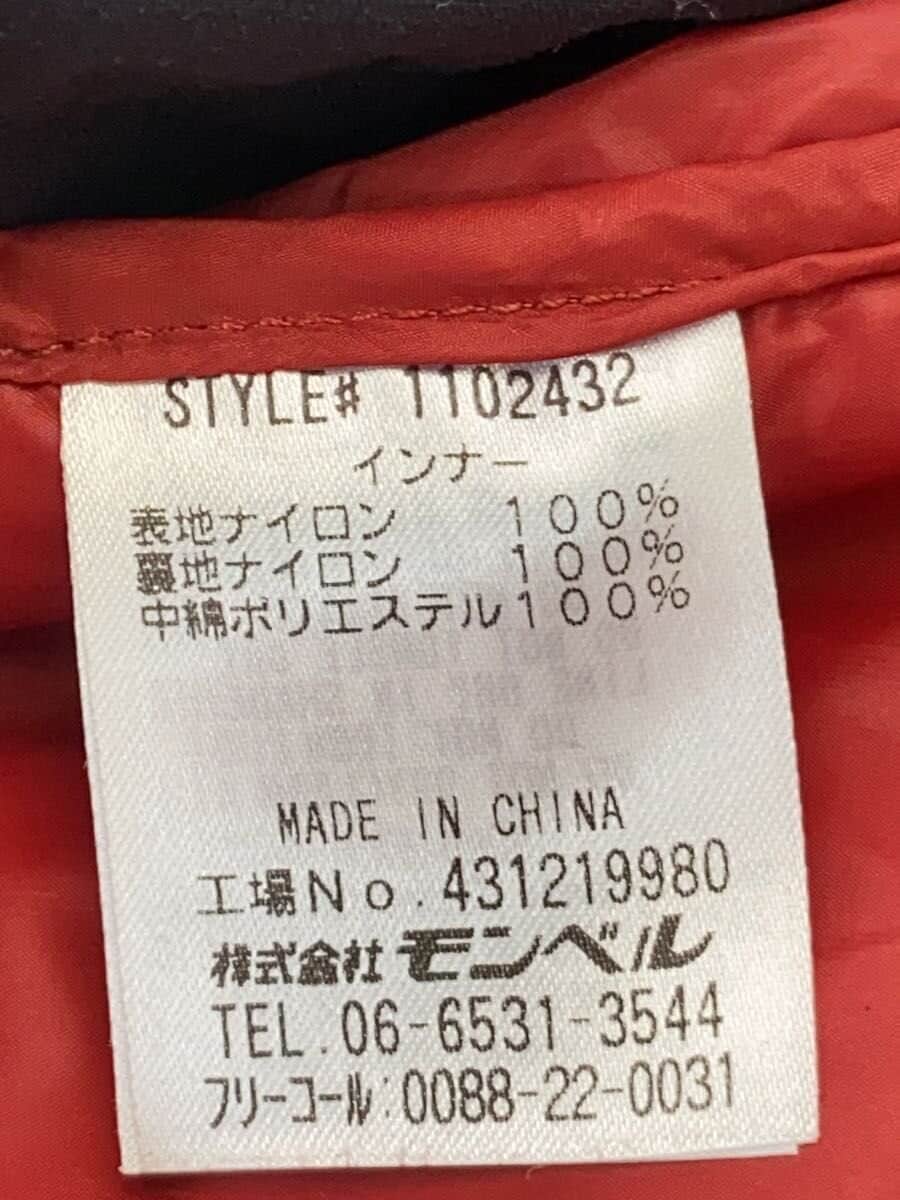 STYLE# 1102432
インナー
表地ナイロン 100%
裏地ナイロン 100%
中綿ポリエステル100%
MADE IN CHINA
工場No.431219980
株式会社モンベル
TEL.06-6531-3544
フリーコール:0088-22-0031